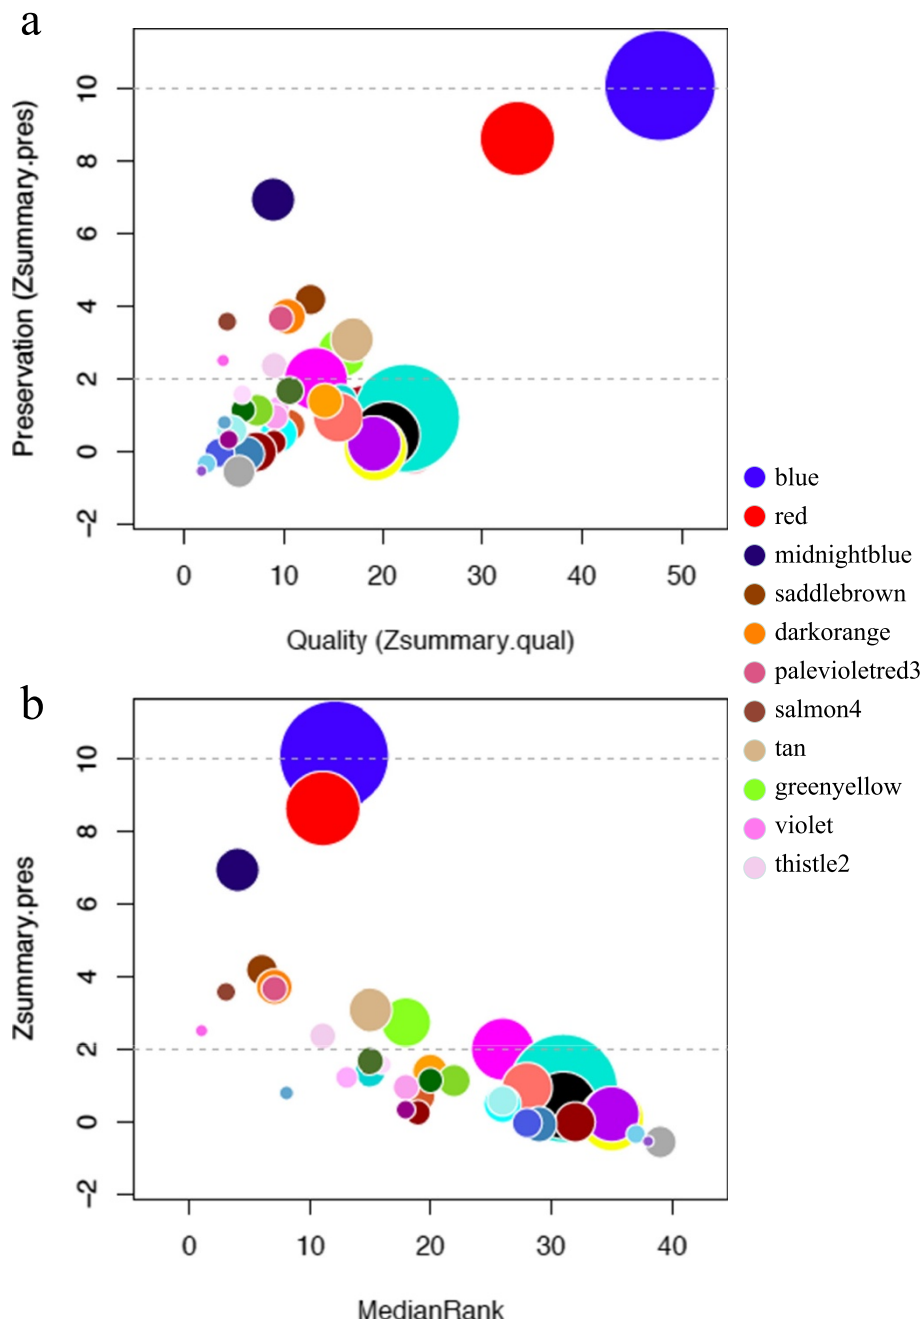 a
Preservation (Zsummary.pres)
10
8
6
4
2
0
−2
0 10 20 30 40 50
Quality (Zsummary.qual)
blue
red
midnightblue
saddlebrown
darkorange
palevioletred3
salmon4
tan
greenyellow
violet
thistle2
b
Zsummary.pres
10
8
6
4
2
0
−2
0 10 20 30 40
MedianRank